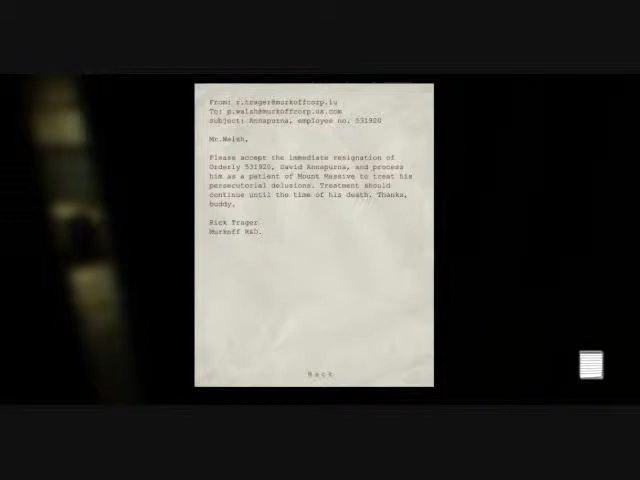 From: r.trager@murkoffcorp.lu
To: p.walsh@murkoffcorp.us.com
subject: Annapurna, employee no. 531920
Mr.Walsh,
Please accept the immediate resignation of
Orderly 531920, David Annapurna, and process
him as a patient of Mount Massive to treat his
persecutorial delusions. Treatment should
continue until the time of his death. Thanks,
buddy.
Rick Trager
Murkoff R&D.
Back